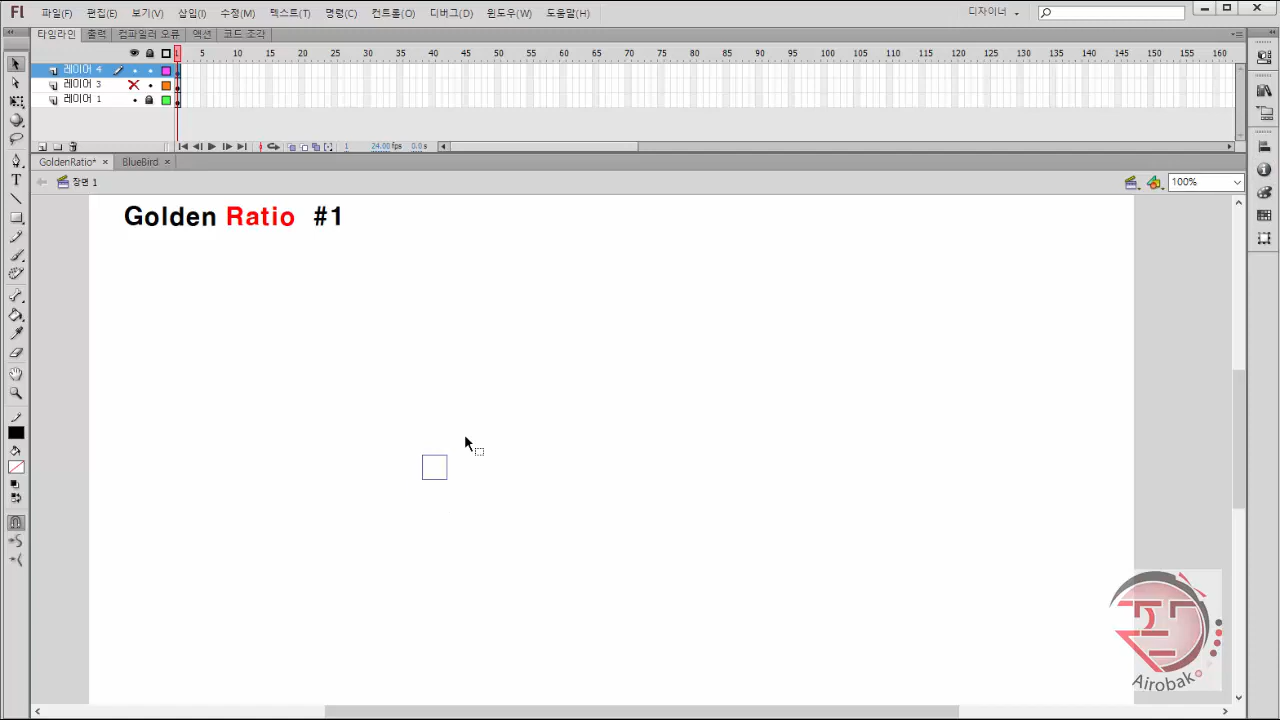 Fl 파일(F) 편집(E) 보기(V) 삽입(I) 수정(M) 텍스트(T) 명령(C) 컨트롤(O) 디버그(D) 윈도우(W) 도움말(H) 디자이너
타임라인 출력 컴파일러 오류 액션 코드 조각
1 5 10 15 20 25 30 35 40 45 50 55 60 65 70 75 80 85 90 95 100 105 110 115 120 125 130 135 140 145 150 155 160
레이어 4
레이어 3
레이어 1
1 24.00 fps 0.0 s
GoldenRatio* BlueBird
장면 1 100%
Golden Ratio #1
Airobak